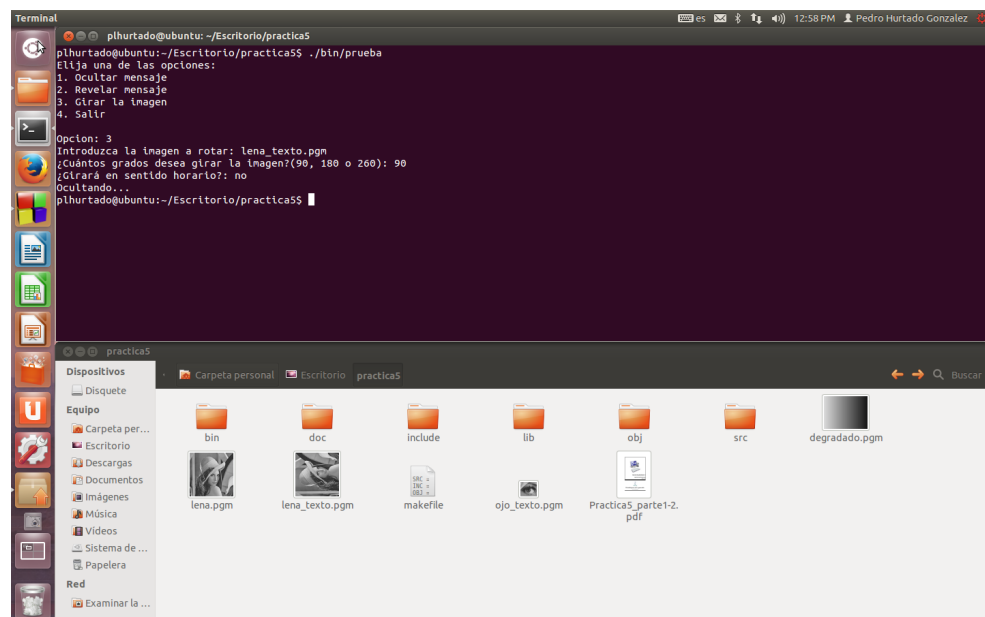 Terminal
es
12:58 PM
Pedro Hurtado Gonzalez
plhurtado@ubuntu: ~/Escritorio/practica5
plhurtado@ubuntu:~/Escritorio/practica5$ ./bin/prueba
Elija una de las opciones:
1. Ocultar mensaje
2. Revelar mensaje
3. Girar la imagen
4. Salir
Opcion: 3
Introduzca la imagen a rotar: lena_texto.pgm
¿Cuántos grados desea girar la imagen?(90, 180 o 260): 90
¿Girará en sentido horario?: no
Ocultando...
plhurtado@ubuntu:~/Escritorio/practica5$
practica5
Dispositivos
Disquete
Equipo
Carpeta per...
Escritorio
Descargas
Documentos
Imágenes
Música
Vídeos
Sistema de ...
Papelera
Red
Examinar la ...
Carpeta personal
Escritorio
practica5
Buscar
bin
doc
include
lib
obj
src
degradado.pgm
lena.pgm
lena_texto.pgm
SRC =
INC =
OBJ =
makefile
ojo_texto.pgm
Practica5_parte1-2.
pdf